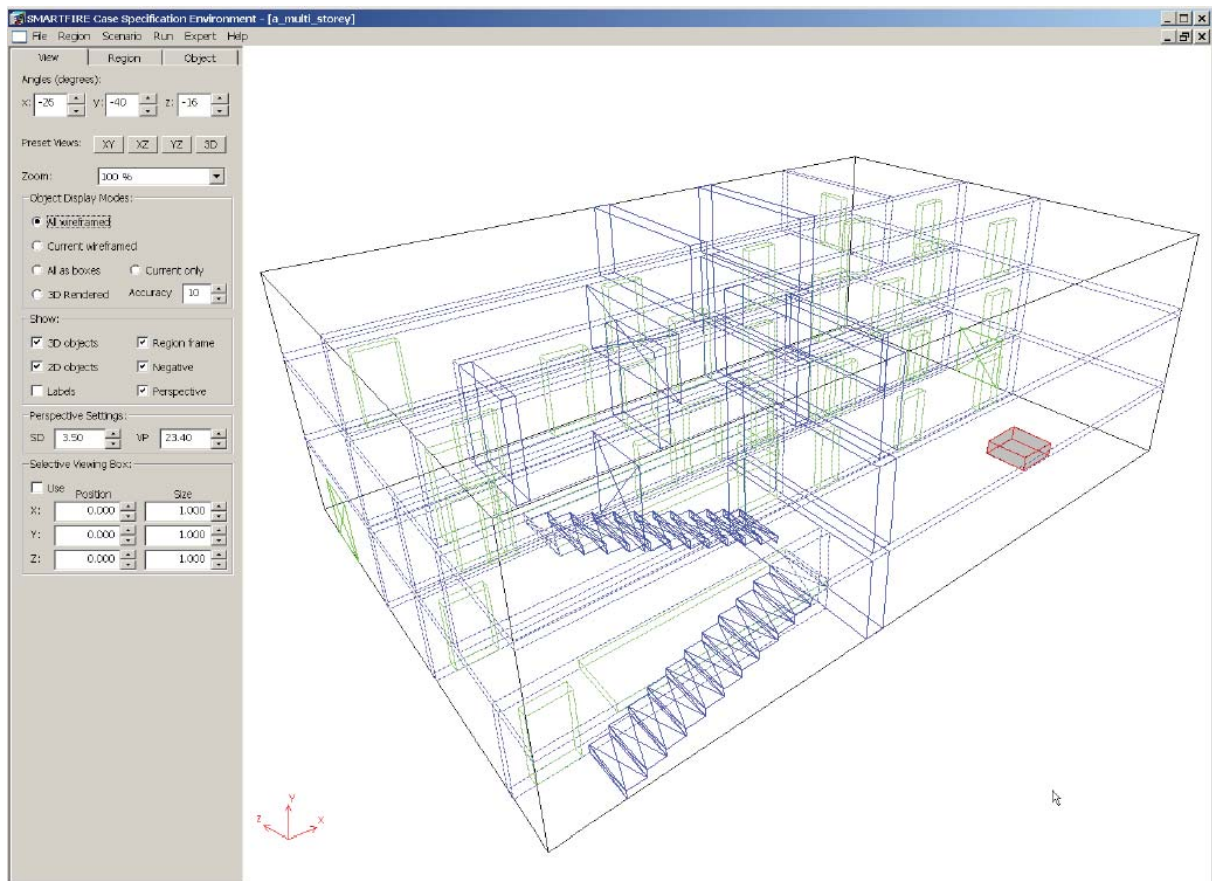 SMARTFIRE Case Specification Environment - [a_multi_storey]
File Region Scenario Run Expert Help
View Region Object
Angles (degrees):
x: -26 y: -40 z: -16
Preset Views: XY XZ YZ 3D
Zoom: 100 %
Object Display Modes:
All wireframed
Current wireframed
All as boxes Current only
3D Rendered Accuracy 10
Show:
3D objects Region frame
2D objects Negative
Labels Perspective
Perspective Settings:
SD 3.50 VP 23.40
Selective Viewing Box:
Use Position Size
X: 0.000 1.000
Y: 0.000 1.000
Z: 0.000 1.000
Y
Z
X